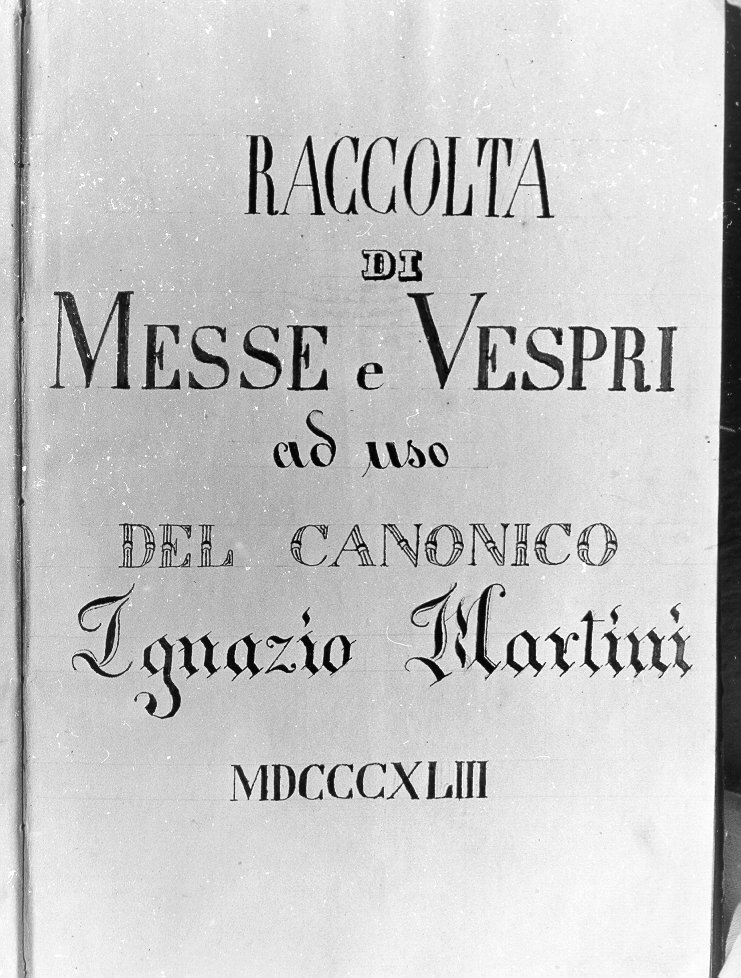 RACCOLTA
DI
MESSE e VESPRI
ad uso
DEL CANONICO
Ignazio Martini
MDCCCXLIII